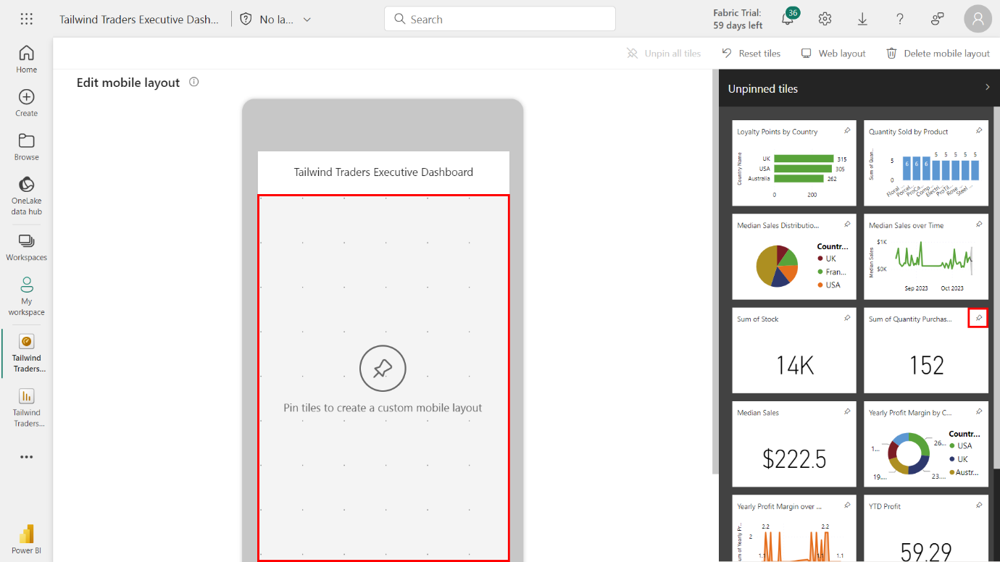 Tailwind Traders Executive Dash...
No la...
Search
Fabric Trial:
59 days left
36
Home
Create
Browse
OneLake
data hub
Workspaces
My
workspace
Tailwind
Traders...
Tailwind
Traders...
Power BI
Unpin all tiles
Reset tiles
Web layout
Delete mobile layout
Edit mobile layout
Tailwind Traders Executive Dashboard
Pin tiles to create a custom mobile layout
Unpinned tiles
Loyalty Points by Country
Country Name
UK 315
USA 305
Australia 262
0 200
Quantity Sold by Product
Sum of Quan...
5
0
6 6 6 5 5 5 5 5
Floral ...
Porcel...
ProCa...
Comp...
Electri...
ProTa...
Rose ...
Steel ...
Median Sales Distributio...
Countr...
UK
Fran...
USA
Median Sales over Time
Median Sales
$1K
$0K
Sep 2023 Oct 2023
Sum of Stock
14K
Sum of Quantity Purchas...
152
Median Sales
$222.5
Yearly Profit Margin by C...
Countr...
USA
UK
Austr...
1...
26...
19....
23....
Yearly Profit Margin over ...
um of Yearly Pr...
2
2.2 2.2
1.1 1.1 1.1
YTD Profit
59.29